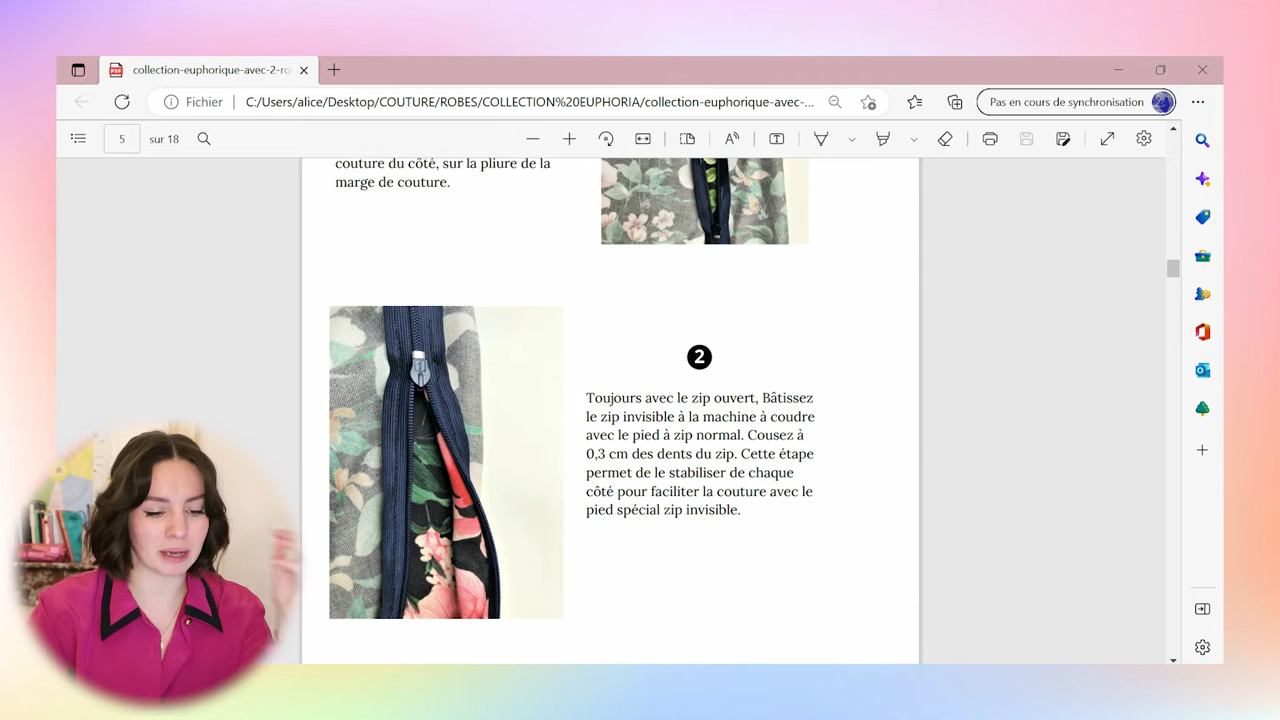 collection-euphorique-avec-2-ro
Fichier
C:/Users/alice/Desktop/COUTURE/ROBES/COLLECTION%20EUPHORIA/collection-euphorique-avec-...
Pas en cours de synchronisation
5 sur 18
couture du côté, sur la pliure de la
marge de couture.
2
Toujours avec le zip ouvert, Bâtissez
le zip invisible à la machine à coudre
avec le pied à zip normal. Cousez à
0,3 cm des dents du zip. Cette étape
permet de le stabiliser de chaque
côté pour faciliter la couture avec le
pied spécial zip invisible.